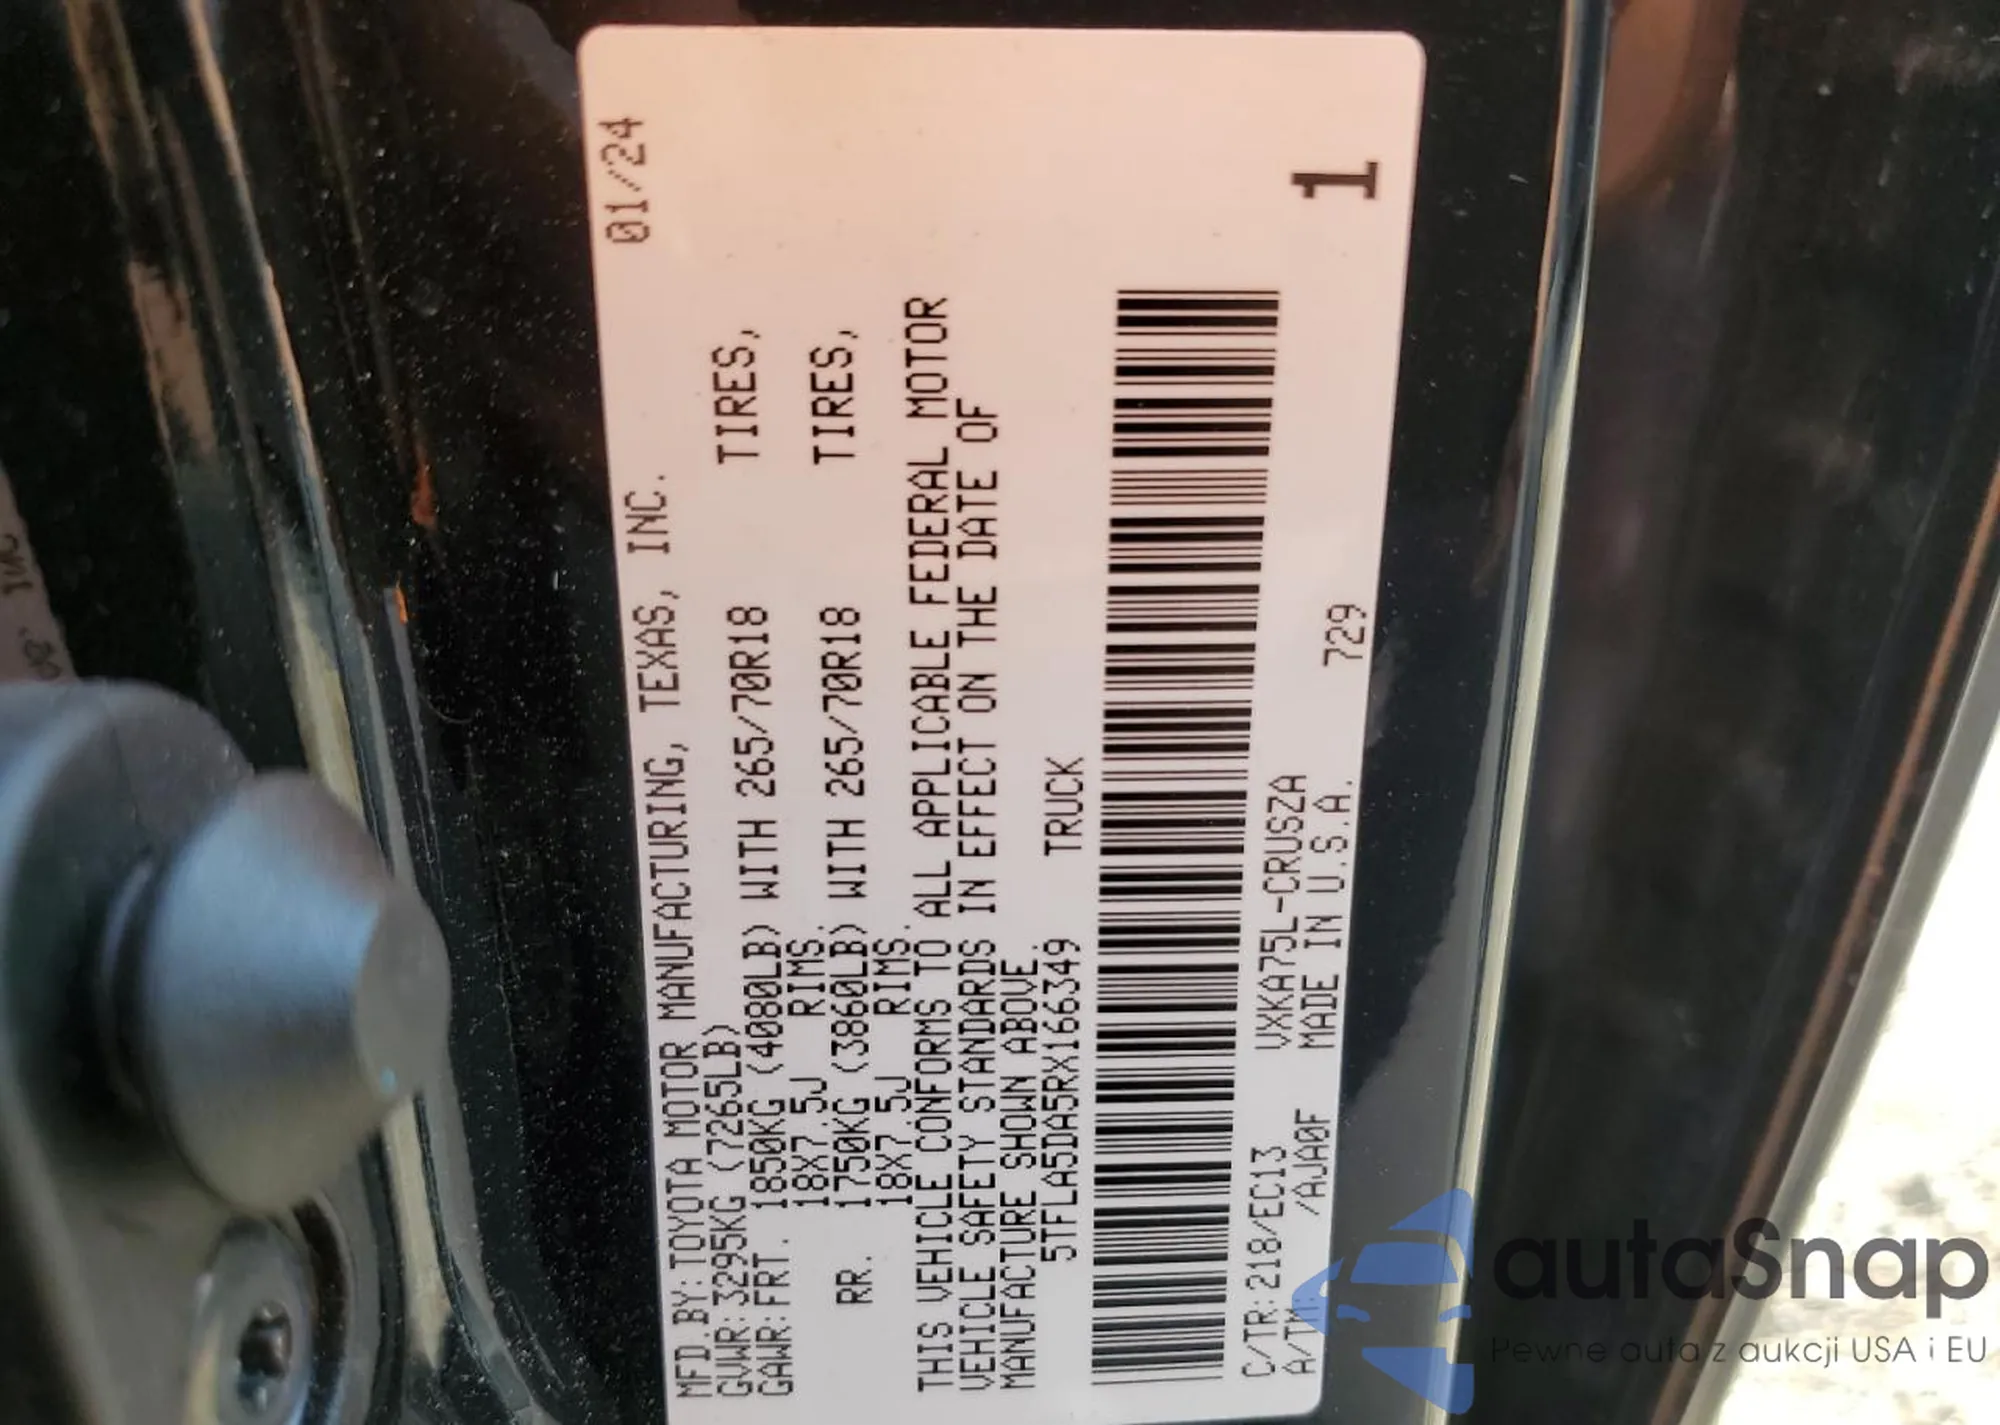 MFD.BY:TOYOTA MOTOR MANUFACTURING, TEXAS, INC. 01/24
GVWR:3295KG (7265LB)
GAWR:FRT. 1850KG (4080LB) WITH 265/70R18 TIRES,
18X7.5J RIMS.
RR. 1750KG (3860LB) WITH 265/70R18 TIRES,
18X7.5J RIMS.
THIS VEHICLE CONFORMS TO ALL APPLICABLE FEDERAL MOTOR
VEHICLE SAFETY STANDARDS IN EFFECT ON THE DATE OF
MANUFACTURE SHOWN ABOVE.
5TFLA5DA5RX166349 TRUCK
C/TR:218/EC13 VXKA75L-CRUSZA
A/TM: /AJA0F MADE IN U.S.A. 729
1
autaSnap
Pewne auta z aukcji USA i EU